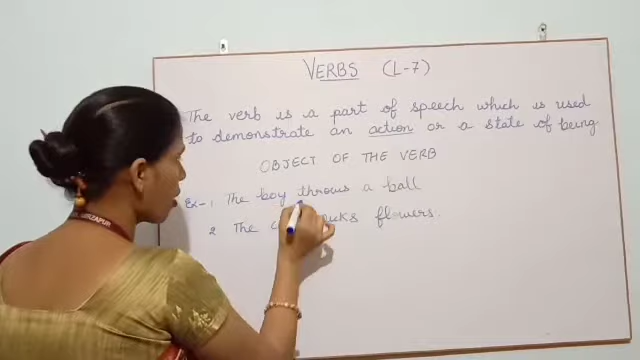 VERBS (L-7)
The verb is a part of speech which is used
to demonstrate an action or a state of being
OBJECT OF THE VERB
Ex-1 The boy throws a ball
2 The flowers.
MIRZAPUR